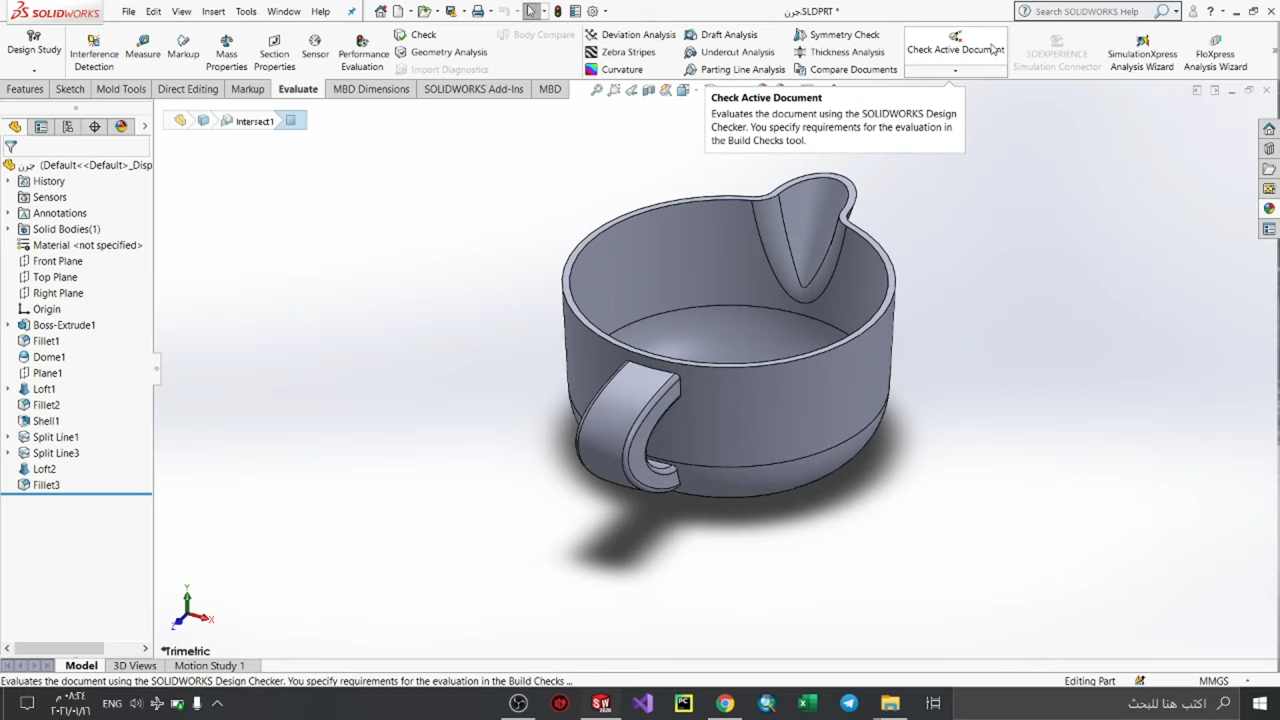 SOLIDWORKS File Edit View Insert Tools Window Help جرن.SLDPRT * Search SOLIDWORKS Help ?
Design Study
Interference Detection
Measure
Markup
Mass Properties
Section Properties
Sensor
Performance Evaluation
Check
Geometry Analysis
Import Diagnostics
Body Compare
Deviation Analysis
Zebra Stripes
Curvature
Draft Analysis
Undercut Analysis
Parting Line Analysis
Symmetry Check
Thickness Analysis
Compare Documents
Check Active Document
3DEXPERIENCE
Simulation Connector
SimulationXpress
Analysis Wizard
FloXpress
Analysis Wizard
Features Sketch Mold Tools Direct Editing Markup Evaluate MBD Dimensions SOLIDWORKS Add-Ins MBD
Check Active Document
Evaluates the document using the SOLIDWORKS Design
Checker. You specify requirements for the evaluation in
the Build Checks tool.
Intersect1
جرن (Default<<Default>_Disp
History
Sensors
Annotations
Solid Bodies(1)
Material <not specified>
Front Plane
Top Plane
Right Plane
Origin
Boss-Extrude1
Fillet1
Dome1
Plane1
Loft1
Fillet2
Shell1
Split Line1
Split Line3
Loft2
Fillet3
Y
X
Z
*Trimetric
Model 3D Views Motion Study 1
Evaluates the document using the SOLIDWORKS Design Checker. You specify requirements for the evaluation in the Build Checks ... Editing Part MMGS
ENG
اكتب هنا للبحث